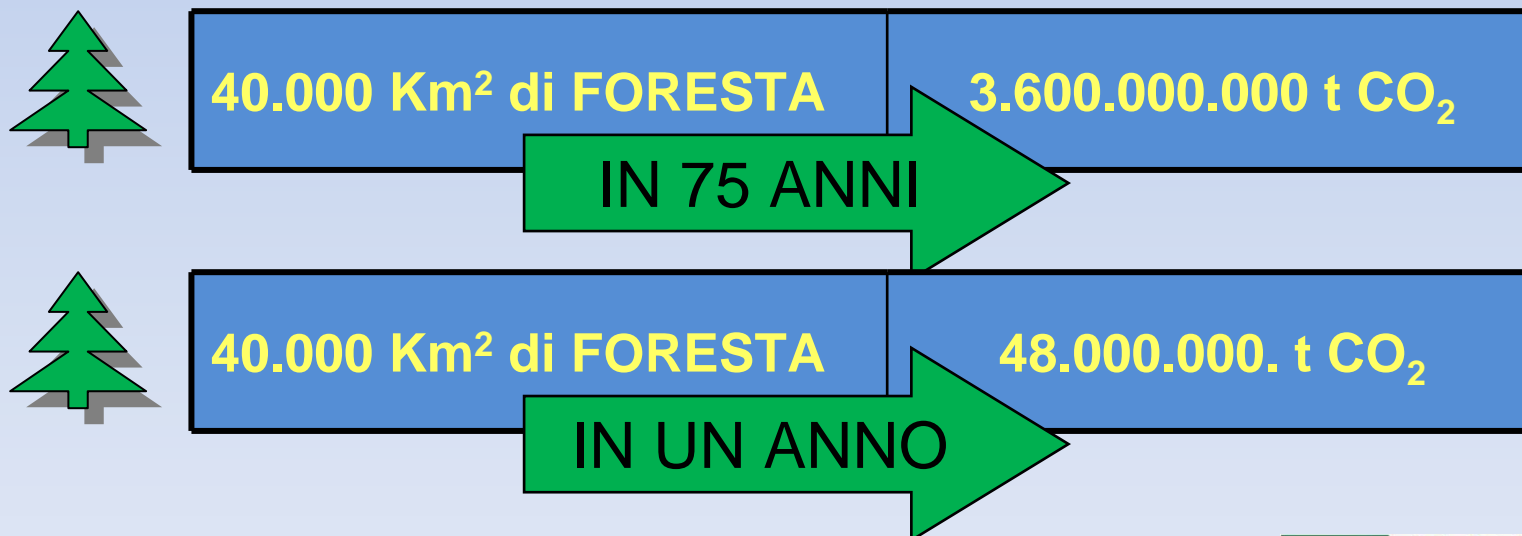 40.000 Km² di FORESTA 3.600.000.000 t CO₂
IN 75 ANNI
40.000 Km² di FORESTA 48.000.000. t CO₂
IN UN ANNO